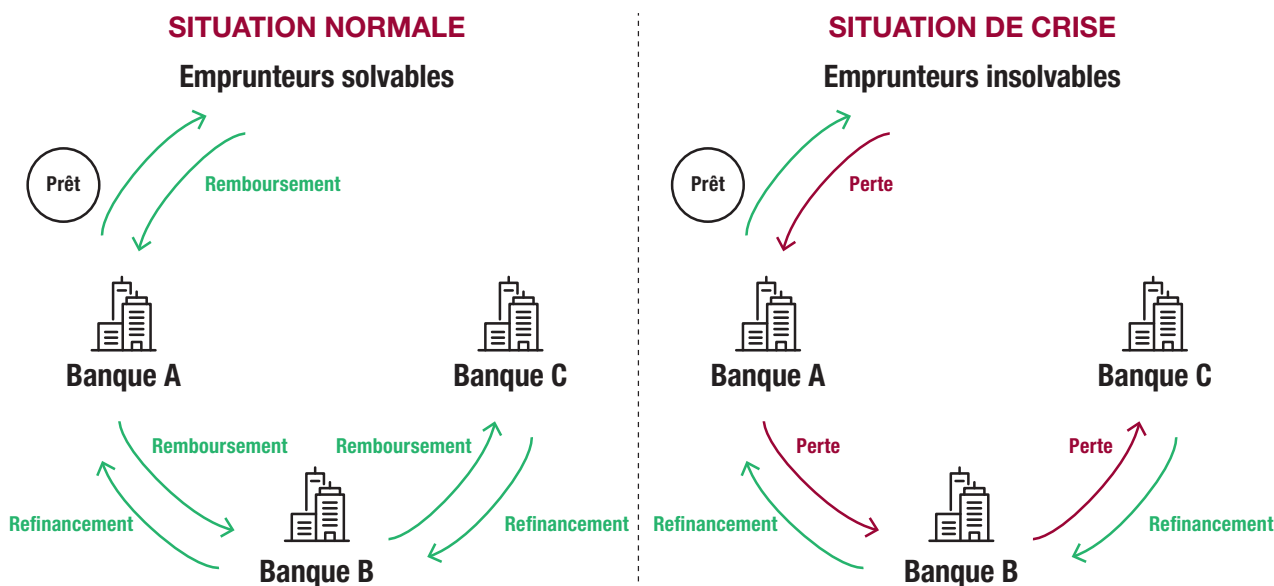 SITUATION NORMALE
Emprunteurs solvables
Prêt
Remboursement
Banque A
Banque C
Remboursement
Remboursement
Refinancement
Refinancement
Banque B
SITUATION DE CRISE
Emprunteurs insolvables
Prêt
Perte
Banque A
Banque C
Perte
Perte
Refinancement
Refinancement
Banque B